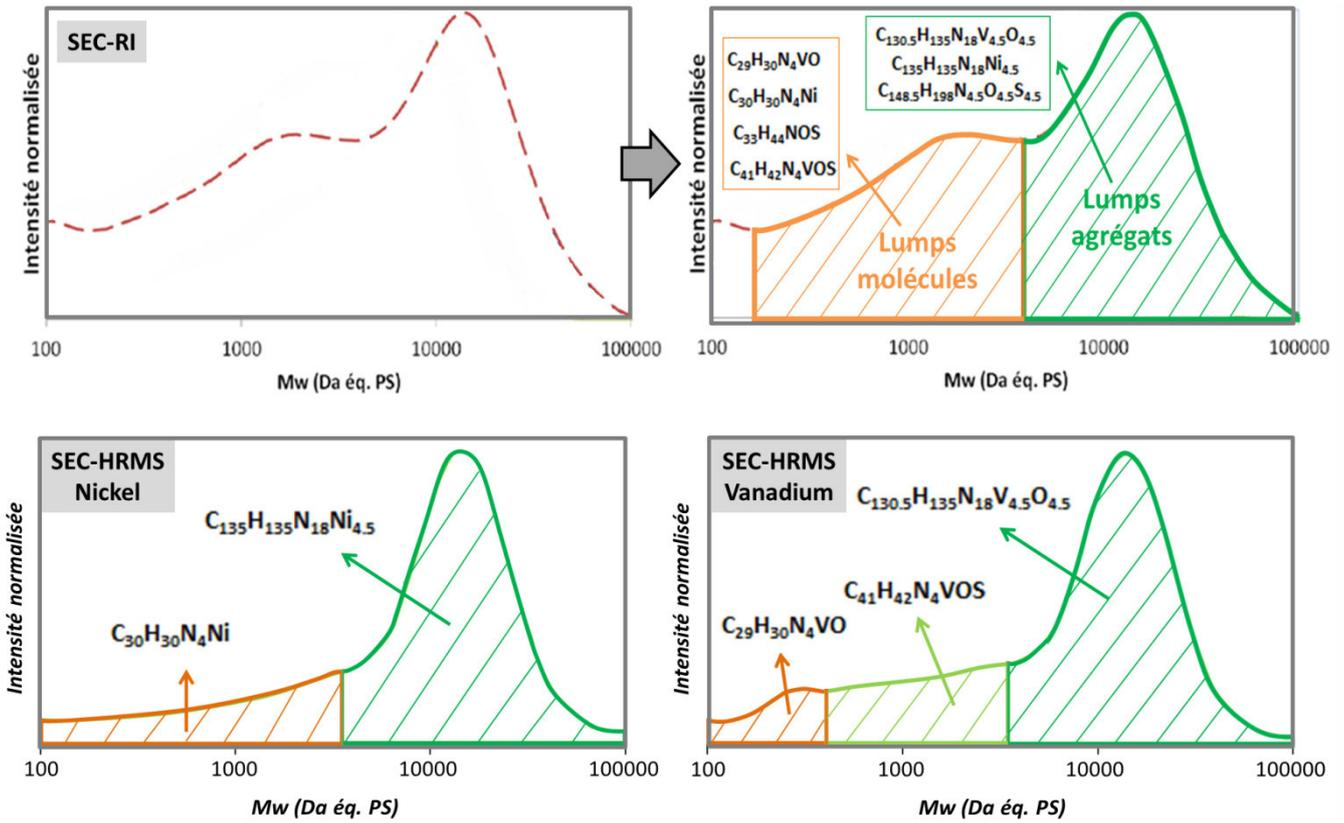 SEC-RI
Intensité normalisée
100 1000 10000 100000
Mw (Da éq. PS)
Intensité normalisée
C₂₉H₃₀N₄VO
C₃₀H₃₀N₄Ni
C₃₃H₄₄NOS
C₄₁H₄₂N₄VOS
C₁₃₀.₅H₁₃₅N₁₈V₄.₅O₄.₅
C₁₃₅H₁₃₅N₁₈Ni₄.₅
C₁₄₈.₅H₁₉₈N₄.₅O₄.₅S₄.₅
Lumps
molécules
Lumps
agrégats
100 1000 10000 100000
Mw (Da éq. PS)
SEC-HRMS
Nickel
Intensité normalisée
C₁₃₅H₁₃₅N₁₈Ni₄.₅
C₃₀H₃₀N₄Ni
100 1000 10000 100000
Mw (Da éq. PS)
SEC-HRMS
Vanadium
Intensité normalisée
C₁₃₀.₅H₁₃₅N₁₈V₄.₅O₄.₅
C₄₁H₄₂N₄VOS
C₂₉H₃₀N₄VO
100 1000 10000 100000
Mw (Da éq. PS)